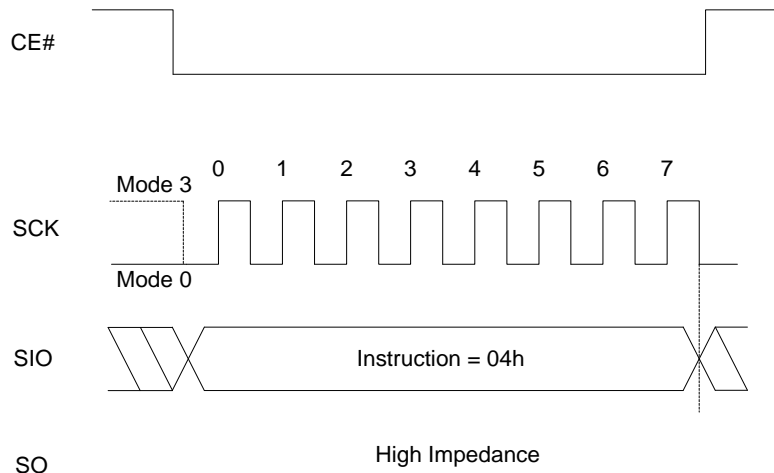 CE#
0 1 2 3 4 5 6 7
Mode 3
SCK
Mode 0
SIO
Instruction = 04h
SO
High Impedance